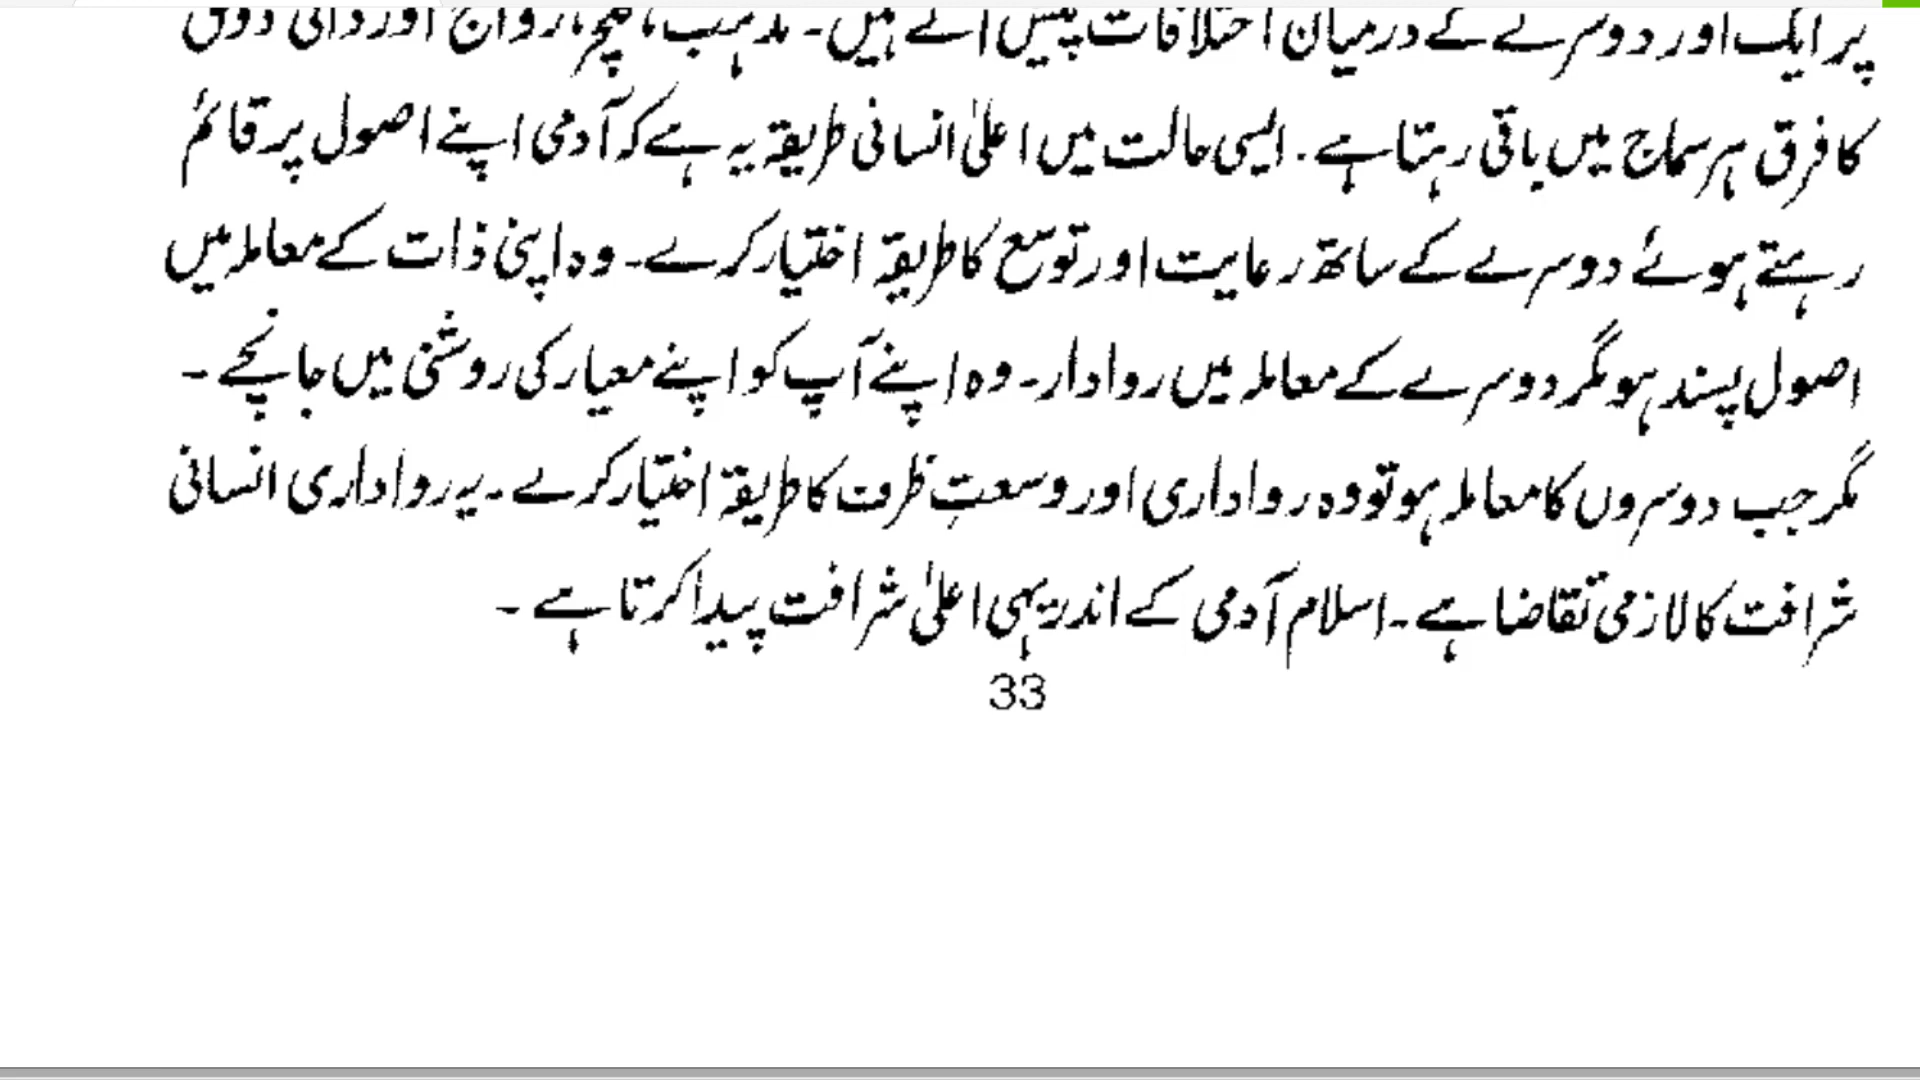 پر ایک اور دوسرے کے درمیان اختلافات پیش آتے ہیں۔ مذہب، کلچر، رواج اور ذاتی ذوق
کا فرق ہر سماج میں باقی رہتا ہے۔ ایسی حالت میں اعلیٰ انسانی طریقہ یہ ہے کہ آدمی اپنے اصول پر قائم
رہتے ہوئے دوسرے کے ساتھ رعایت اور توسع کا طریقہ اختیار کرے۔ وہ اپنی ذات کے معاملہ میں
اصول پسند ہو مگر دوسرے کے معاملہ میں روادار۔ وہ اپنے آپ کو اپنے معیار کی روشنی میں جانچے۔
مگر جب دوسروں کا معاملہ ہو تو وہ رواداری اور وسعتِ ظرف کا طریقہ اختیار کرے۔ یہ رواداری انسانی
شرافت کا لازمی تقاضا ہے۔ اسلام آدمی کے اندر یہی اعلیٰ شرافت پیدا کرتا ہے۔
33